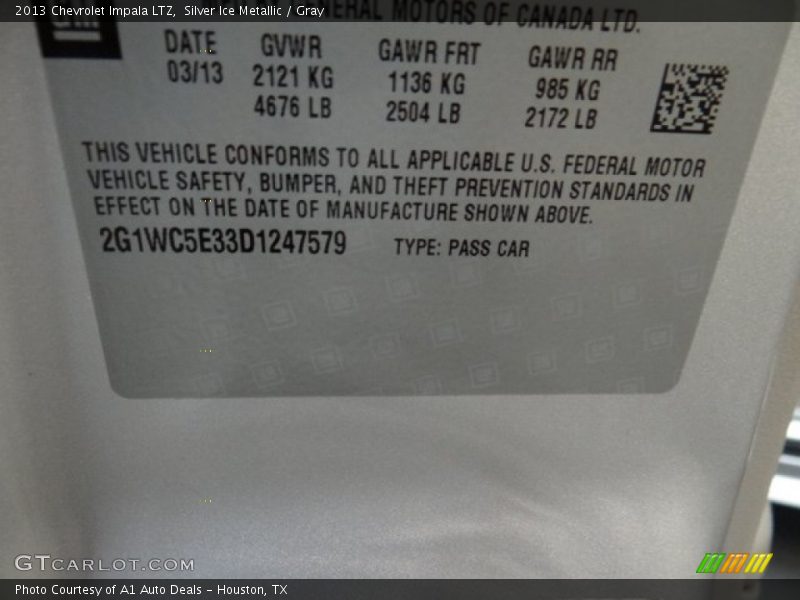 2013 Chevrolet Impala LTZ, Silver Ice Metallic / Gray
GENERAL MOTORS OF CANADA LTD.
DATE GVWR GAWR FRT GAWR RR
03/13 2121 KG 1136 KG 985 KG
4676 LB 2504 LB 2172 LB
THIS VEHICLE CONFORMS TO ALL APPLICABLE U.S. FEDERAL MOTOR
VEHICLE SAFETY, BUMPER, AND THEFT PREVENTION STANDARDS IN
EFFECT ON THE DATE OF MANUFACTURE SHOWN ABOVE.
2G1WC5E33D1247579 TYPE: PASS CAR
GTCARLOT.COM
Photo Courtesy of A1 Auto Deals - Houston, TX